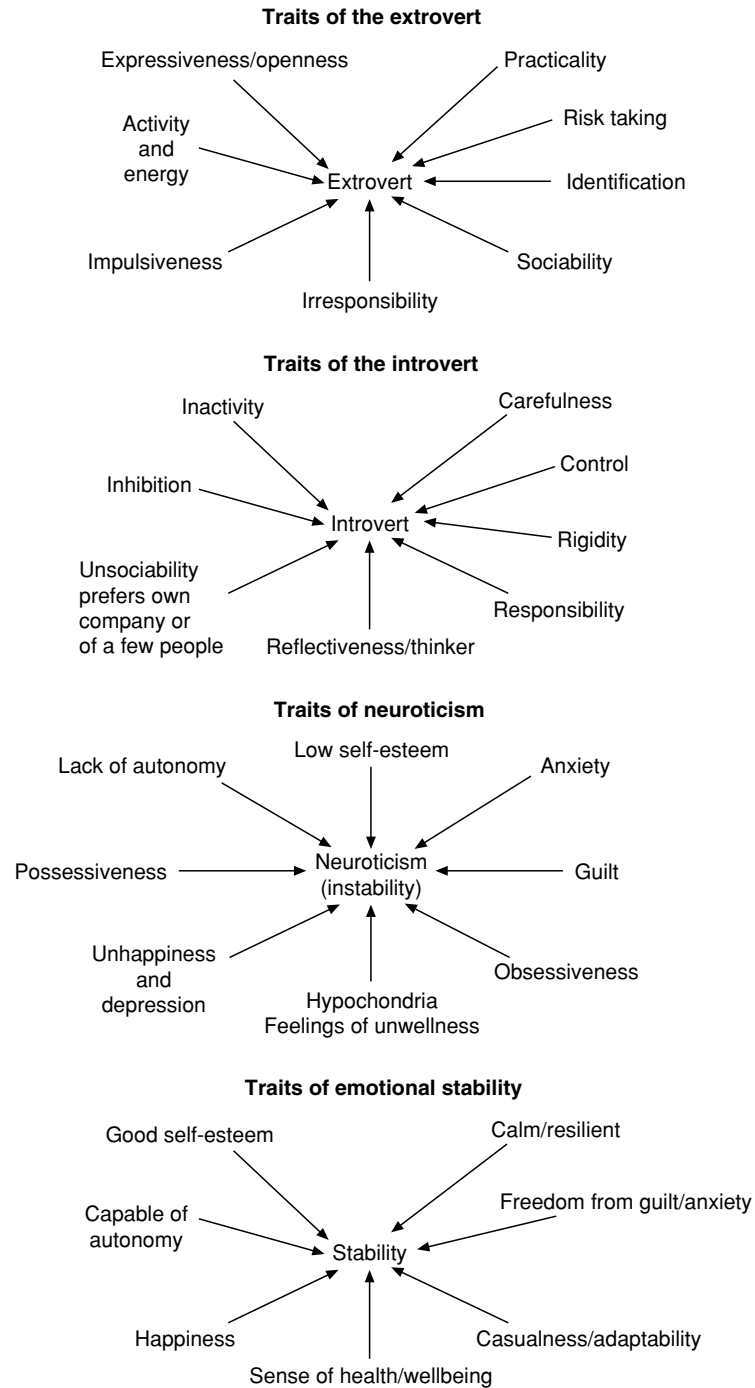 Traits of the extrovert
Expressiveness/openness
Practicality
Activity
and
energy
Risk taking
Extrovert
Identification
Impulsiveness
Sociability
Irresponsibility
Traits of the introvert
Inactivity
Carefulness
Inhibition
Control
Introvert
Rigidity
Unsociability
prefers own
company or
of a few people
Responsibility
Reflectiveness/thinker
Traits of neuroticism
Low self-esteem
Lack of autonomy
Anxiety
Possessiveness
Neuroticism
(instability)
Guilt
Unhappiness
and
depression
Obsessiveness
Hypochondria
Feelings of unwellness
Traits of emotional stability
Good self-esteem
Calm/resilient
Capable of
autonomy
Freedom from guilt/anxiety
Stability
Happiness
Casualness/adaptability
Sense of health/wellbeing